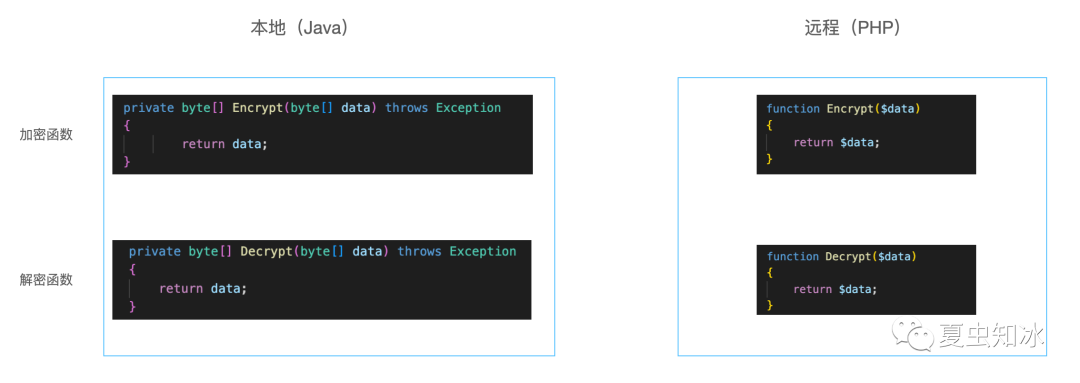 本地（Java） 远程（PHP）
加密函数
private byte[] Encrypt(byte[] data) throws Exception
{
return data;
}
function Encrypt($data)
{
return $data;
}
解密函数
private byte[] Decrypt(byte[] data) throws Exception
{
return data;
}
function Decrypt($data)
{
return $data;
}
夏虫知冰